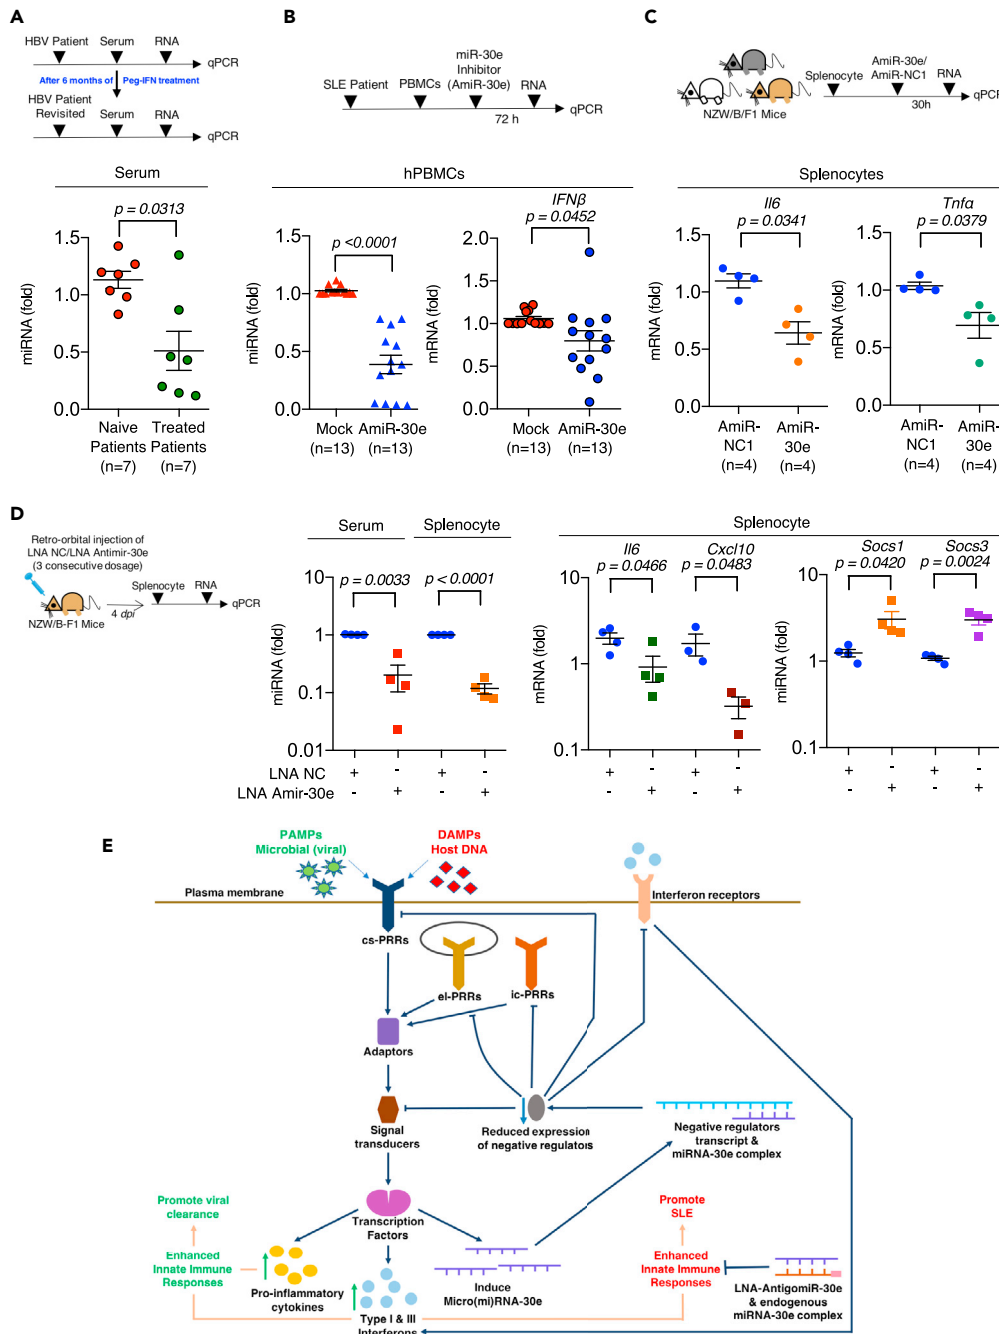 A
HBV Patient Serum RNA
qPCR
After 6 months of Peg-IFN treatment
HBV Patient
Revisited Serum RNA
qPCR
Serum
p = 0.0313
miRNA (fold)
1.5
1.0
0.5
0.0
Naive Patients (n=7)
Treated Patients (n=7)
B
miR-30e
Inhibitor
SLE Patient PBMCs (AmiR-30e) RNA
qPCR
72 h
hPBMCs
p <0.0001
miRNA (fold)
1.5
1.0
0.5
0.0
Mock (n=13)
AmiR-30e (n=13)
IFNβ
p = 0.0452
mRNA (fold)
2.0
1.5
1.0
0.5
0.0
Mock (n=13)
AmiR-30e (n=13)
C
AmiR-30e/
Splenocyte AmiR-NC1 RNA
qPCR
30h
NZW/B/F1 Mice
Splenocytes
Il6
p = 0.0341
mRNA (fold)
1.5
1.0
0.5
0.0
AmiR-NC1 (n=4)
AmiR-30e (n=4)
Tnfα
p = 0.0379
mRNA (fold)
1.5
1.0
0.5
0.0
AmiR-NC1 (n=4)
AmiR-30e (n=4)
D
Retro-orbital injection of
LNA NC/LNA Antimir-30e
(3 consecutive dosage)
Splenocyte RNA
qPCR
4 dpi
NZW/B-F1 Mice
Serum Splenocyte
p = 0.0033 p < 0.0001
miRNA (fold)
10
1
0.1
0.01
LNA NC + - + -
LNA Amir-30e - + - +
Splenocyte
Il6 Cxcl10
p = 0.0466 p = 0.0483
mRNA (fold)
10
1
0.1
+ - + -
- + - +
Socs1 Socs3
p = 0.0420 p = 0.0024
mRNA (fold)
10
1
0.1
+ - + -
- + - +
E
PAMPs
Microbial (viral)
DAMPs
Host DNA
Plasma membrane
Interferon receptors
cs-PRRs
el-PRRs
ic-PRRs
Adaptors
Signal
transducers
Reduced expression
of negative regulators
Negative regulators
transcript &
miRNA-30e complex
Transcription
Factors
Promote viral
clearance
Enhanced
Innate Immune
Responses
Pro-inflammatory
cytokines
Type I & III
Interferons
Induce
Micro(mi)RNA-30e
Promote
SLE
Enhanced
Innate Immune
Responses
LNA-AntigomiR-30e
& endogenous
miRNA-30e complex